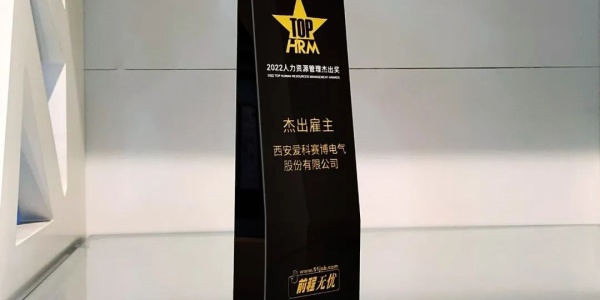 TOP
HRM
2022人力资源管理杰出奖
2022 TOP HUMAN RESOURCES MANAGEMENT AWARDS
杰出雇主
西安爱科赛博电气
股份有限公司
www.51job.com
前程无忧